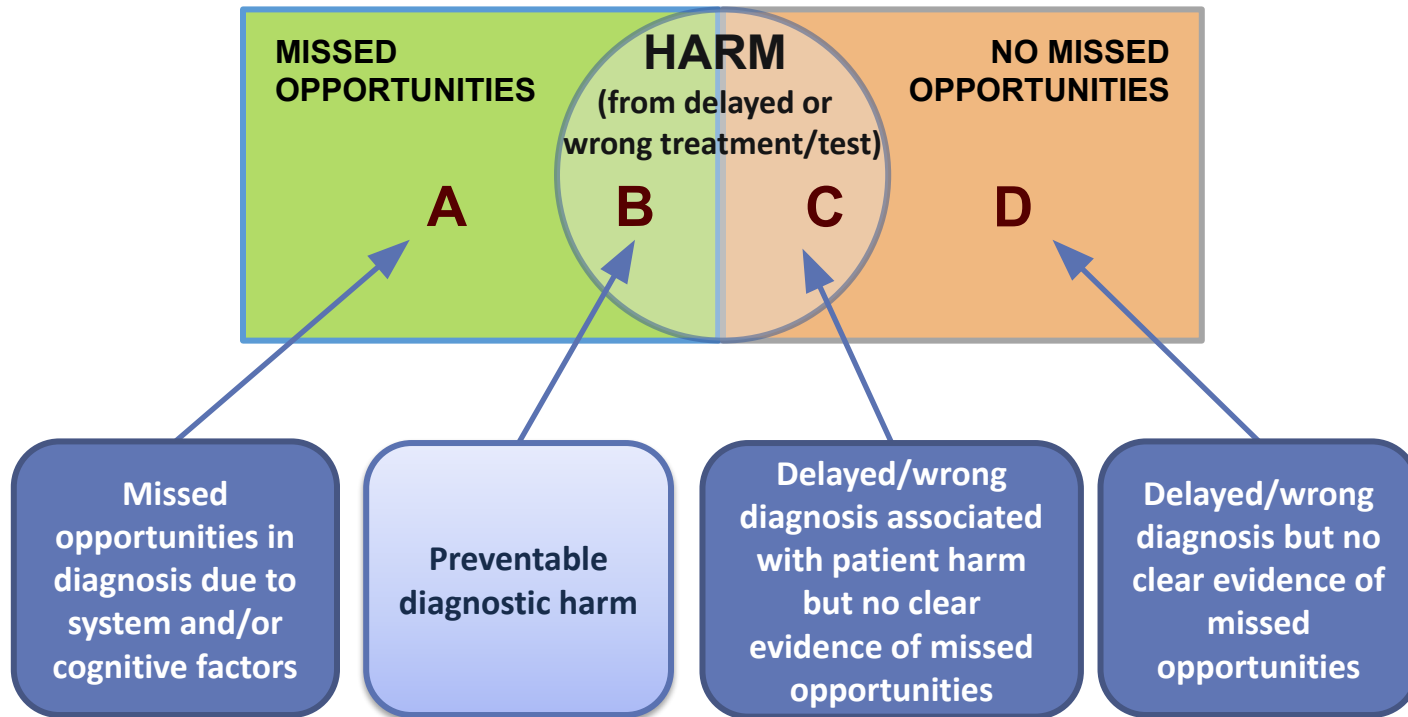 MISSED
OPPORTUNITIES
HARM
(from delayed or
wrong treatment/test)
NO MISSED
OPPORTUNITIES
A
B
C
D
Missed
opportunities in
diagnosis due to
system and/or
cognitive factors
Preventable
diagnostic harm
Delayed/wrong
diagnosis associated
with patient harm
but no clear
evidence of missed
opportunities
Delayed/wrong
diagnosis but no
clear evidence of
missed
opportunities